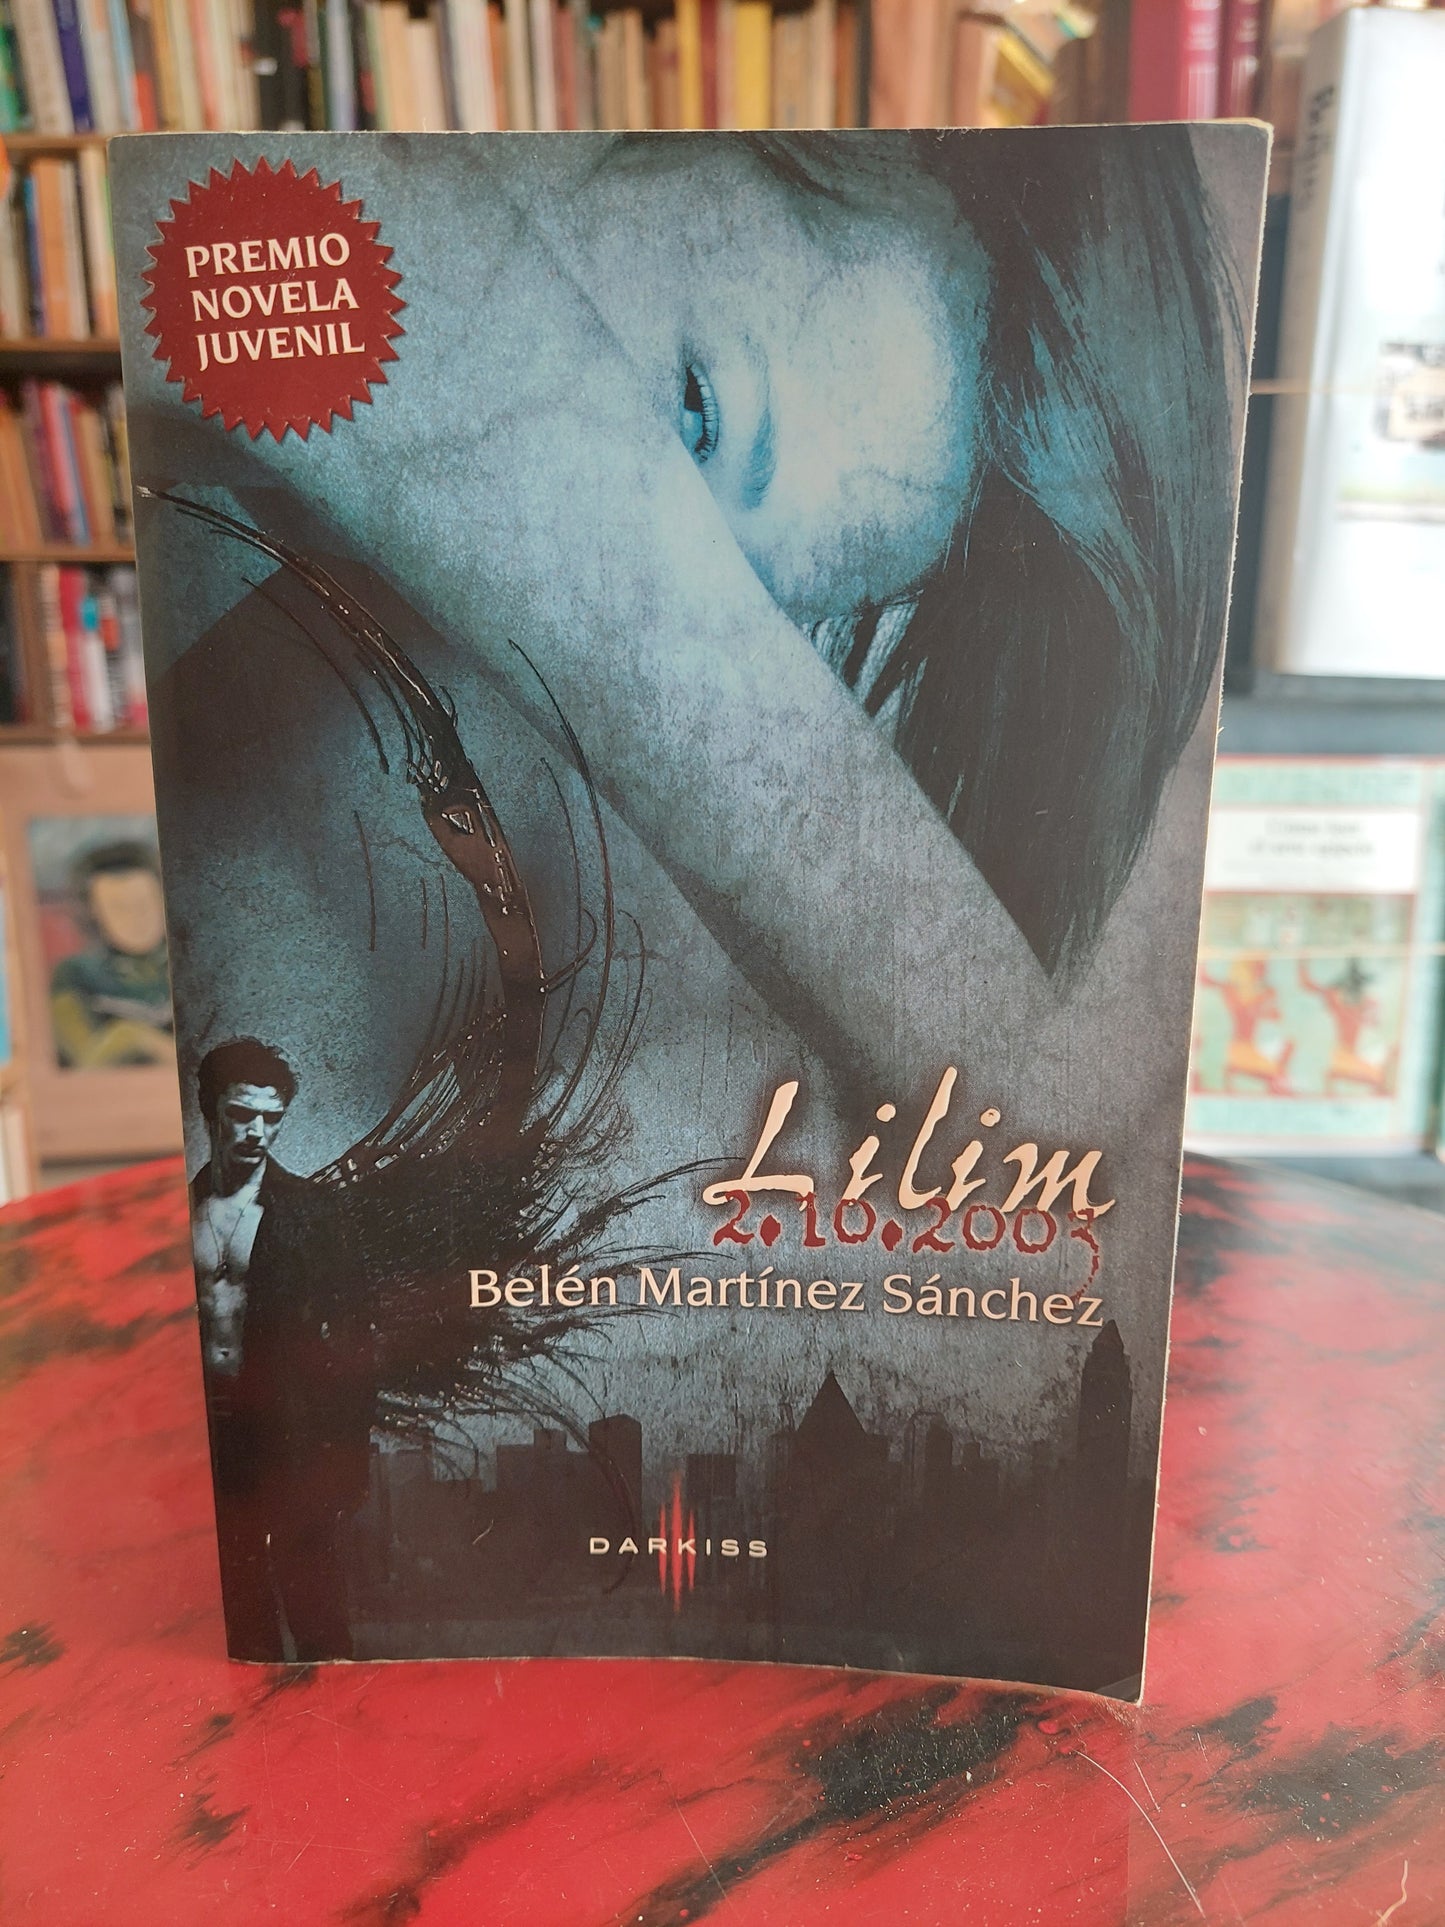 PREMIO
NOVELA
JUVENIL
Lilim
2.10.2003
Belén Martínez Sánchez
DARKISS